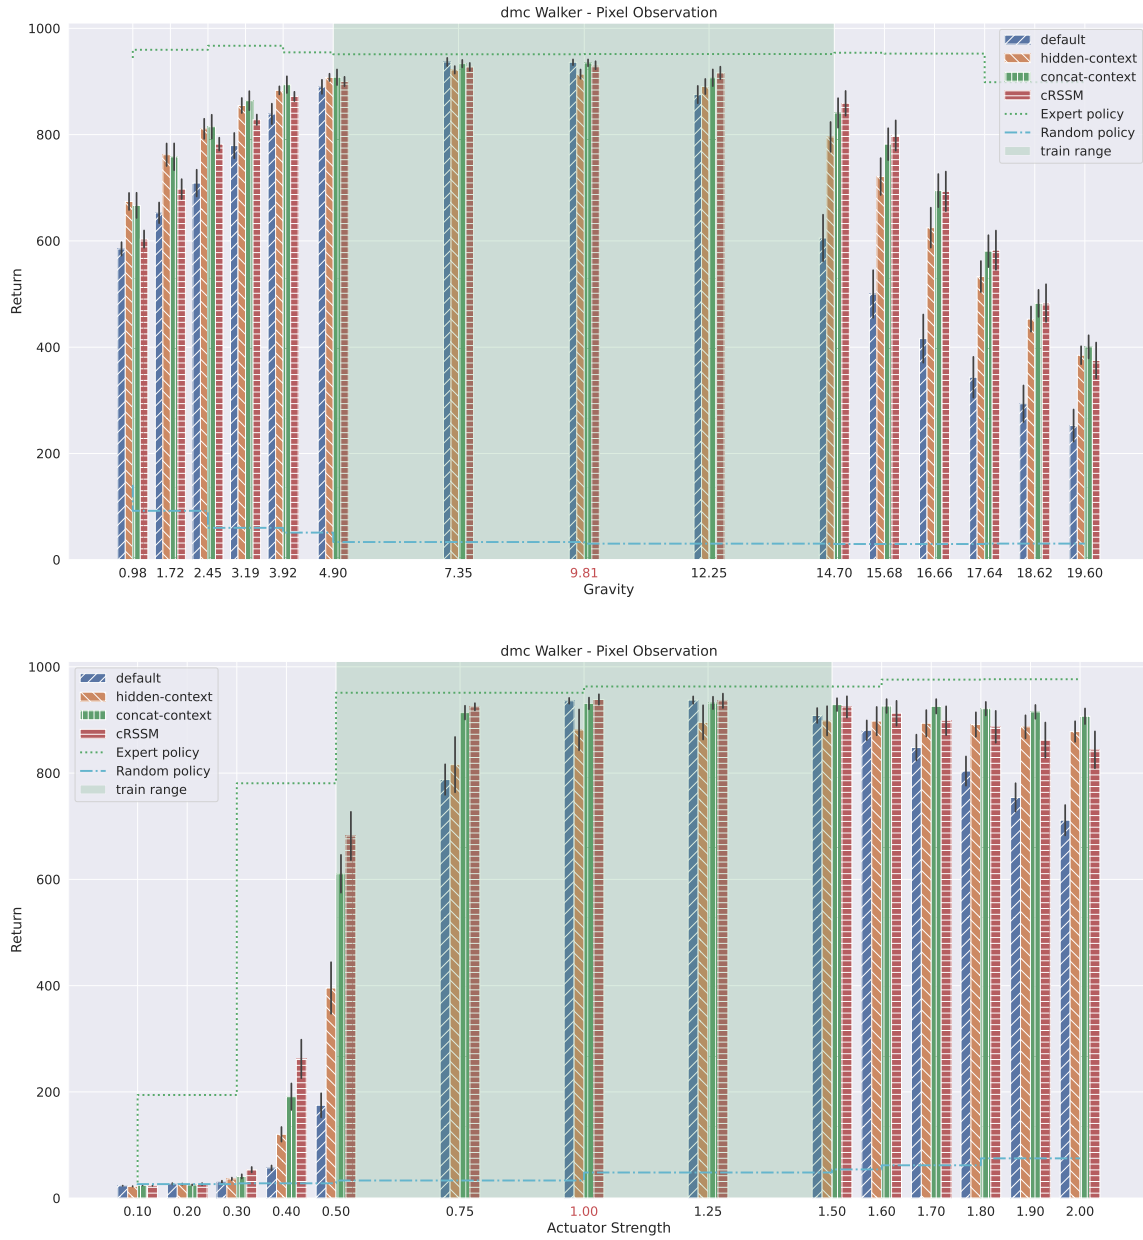 dmc Walker - Pixel Observation
1000
800
600
400
200
0
Return
default
hidden-context
concat-context
cRSSM
Expert policy
Random policy
train range
0.98 1.72 2.45 3.19 3.92 4.90 7.35 9.81 12.25 14.70 15.68 16.66 17.64 18.62 19.60
Gravity
dmc Walker - Pixel Observation
1000
800
600
400
200
0
Return
default
hidden-context
concat-context
cRSSM
Expert policy
Random policy
train range
0.10 0.20 0.30 0.40 0.50 0.75 1.00 1.25 1.50 1.60 1.70 1.80 1.90 2.00
Actuator Strength